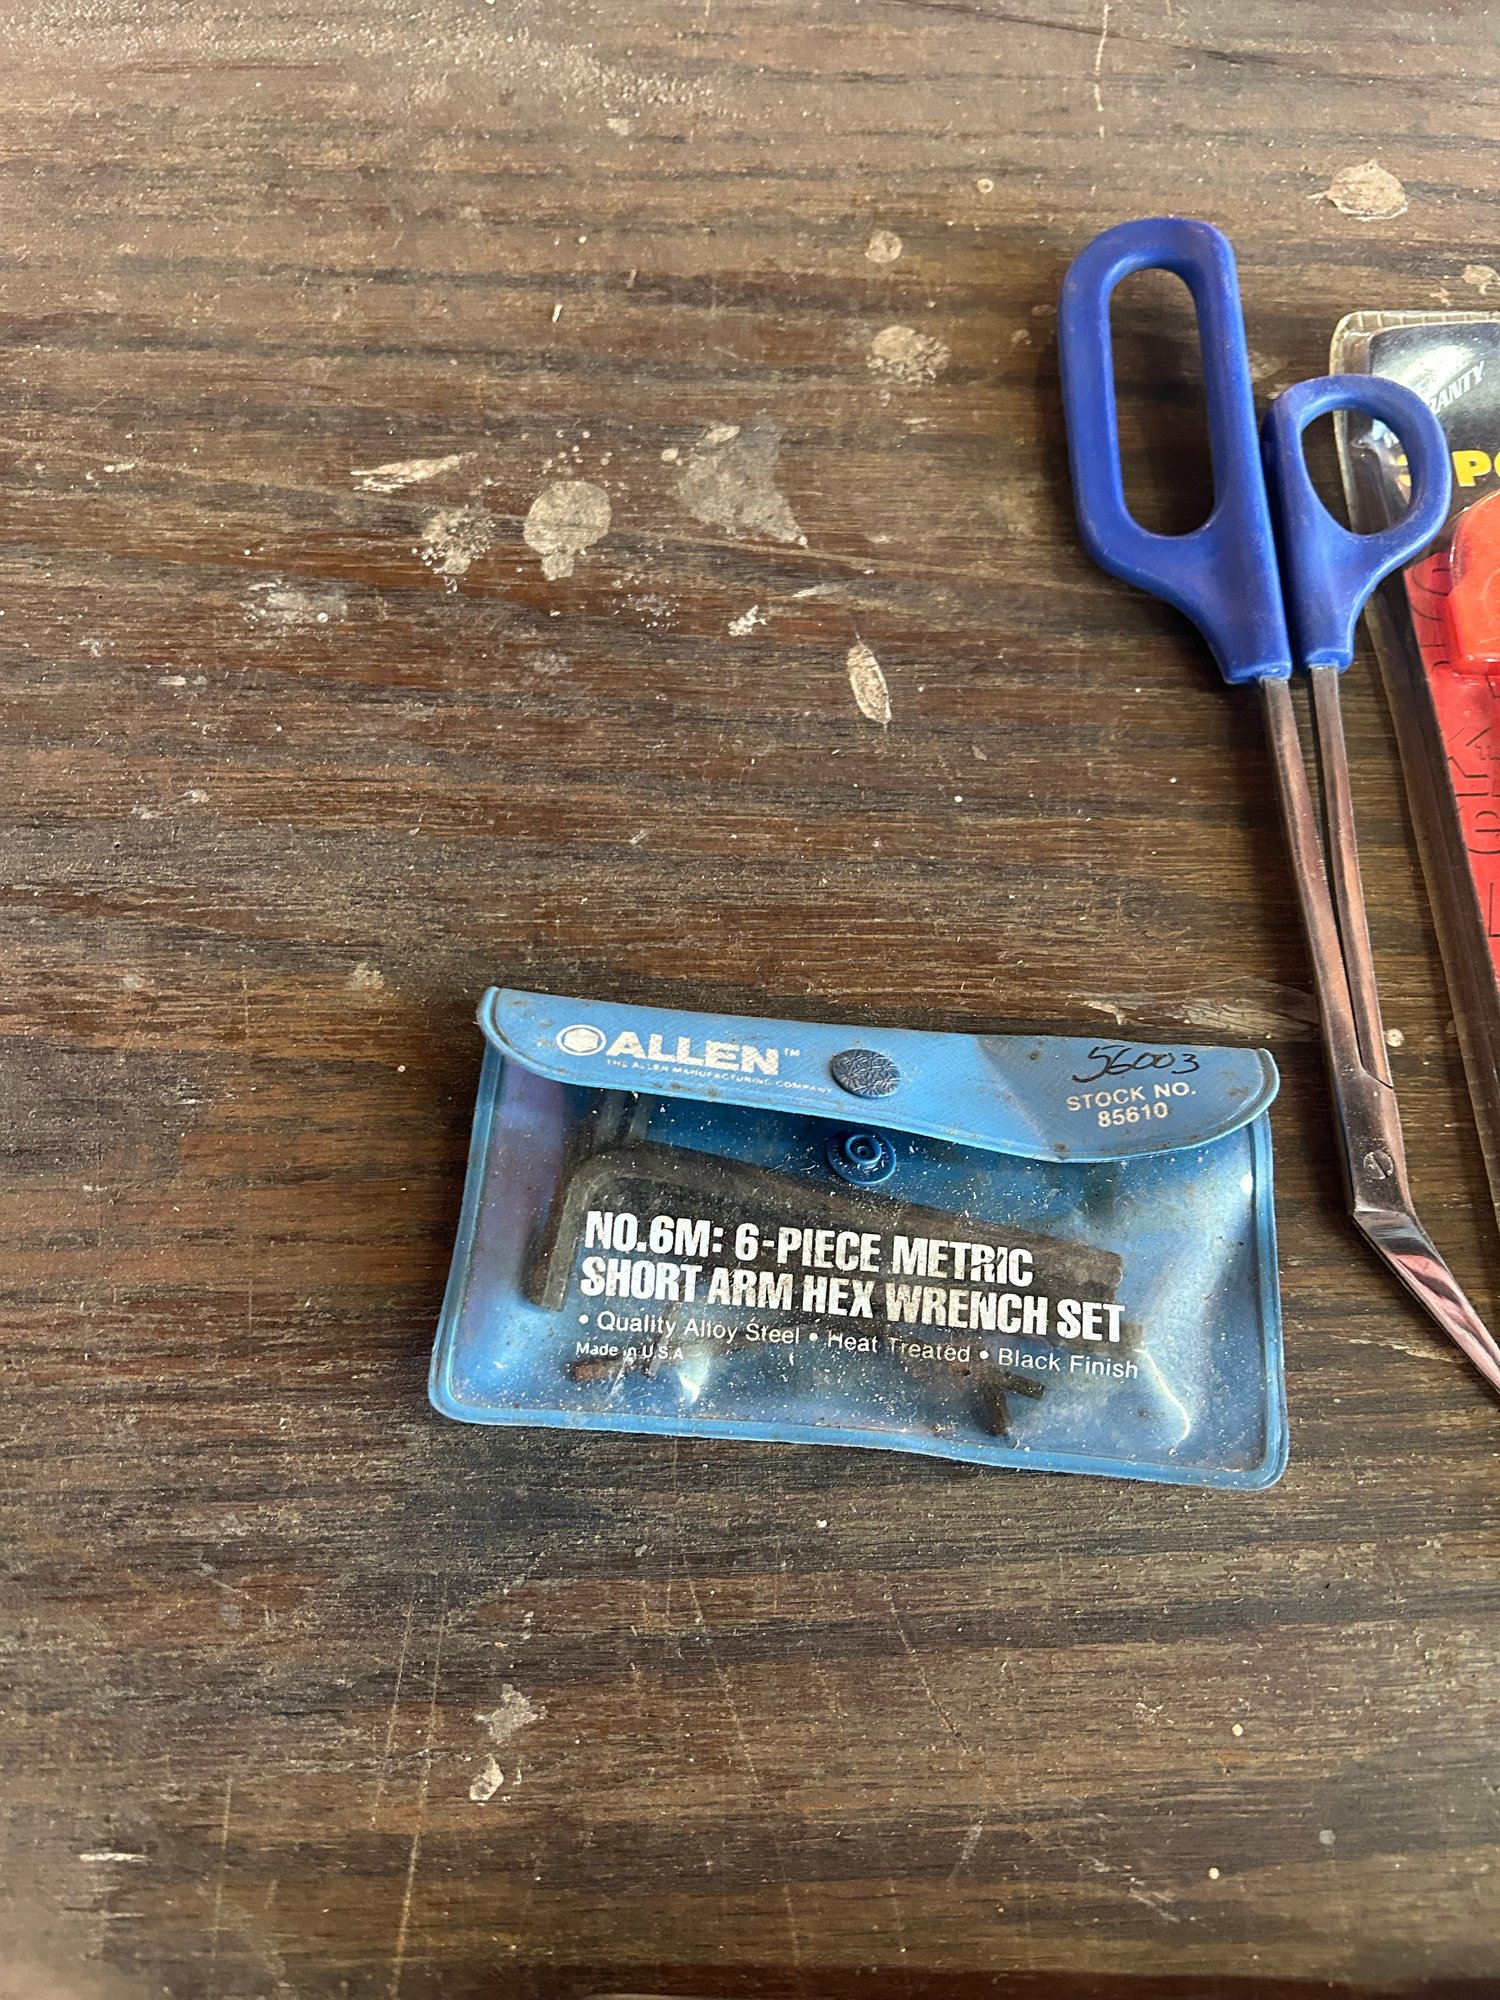 ALLEN™
THE ALLEN MANUFACTURING COMPANY
56003
STOCK NO.
85610
NO.6M: 6-PIECE METRIC
SHORT ARM HEX WRENCH SET
• Quality Alloy Steel • Heat Treated • Black Finish
Made in U.S.A